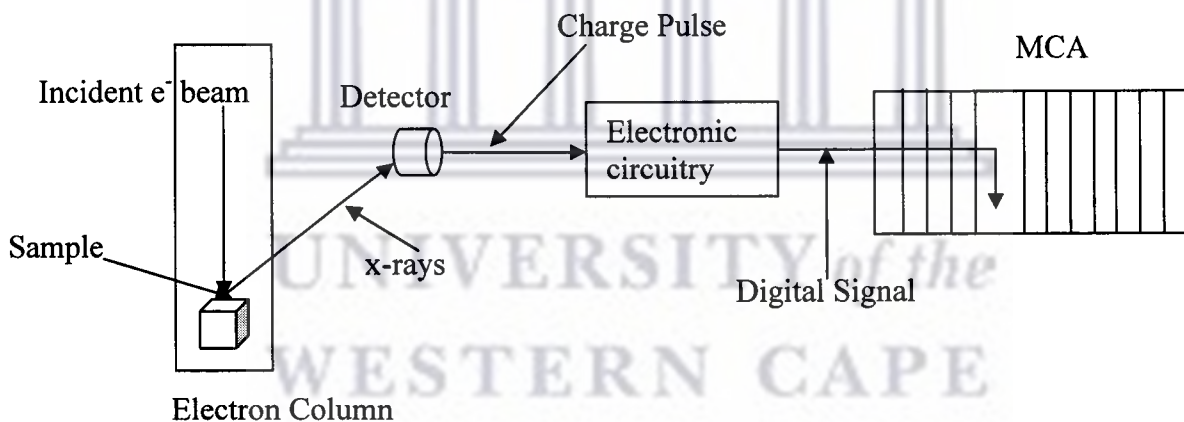 Charge Pulse
MCA
Incident e⁻ beam
Detector
Electronic
circuitry
Sample
x-rays
UNIVERSITY of the
Digital Signal
WESTERN CAPE
Electron Column